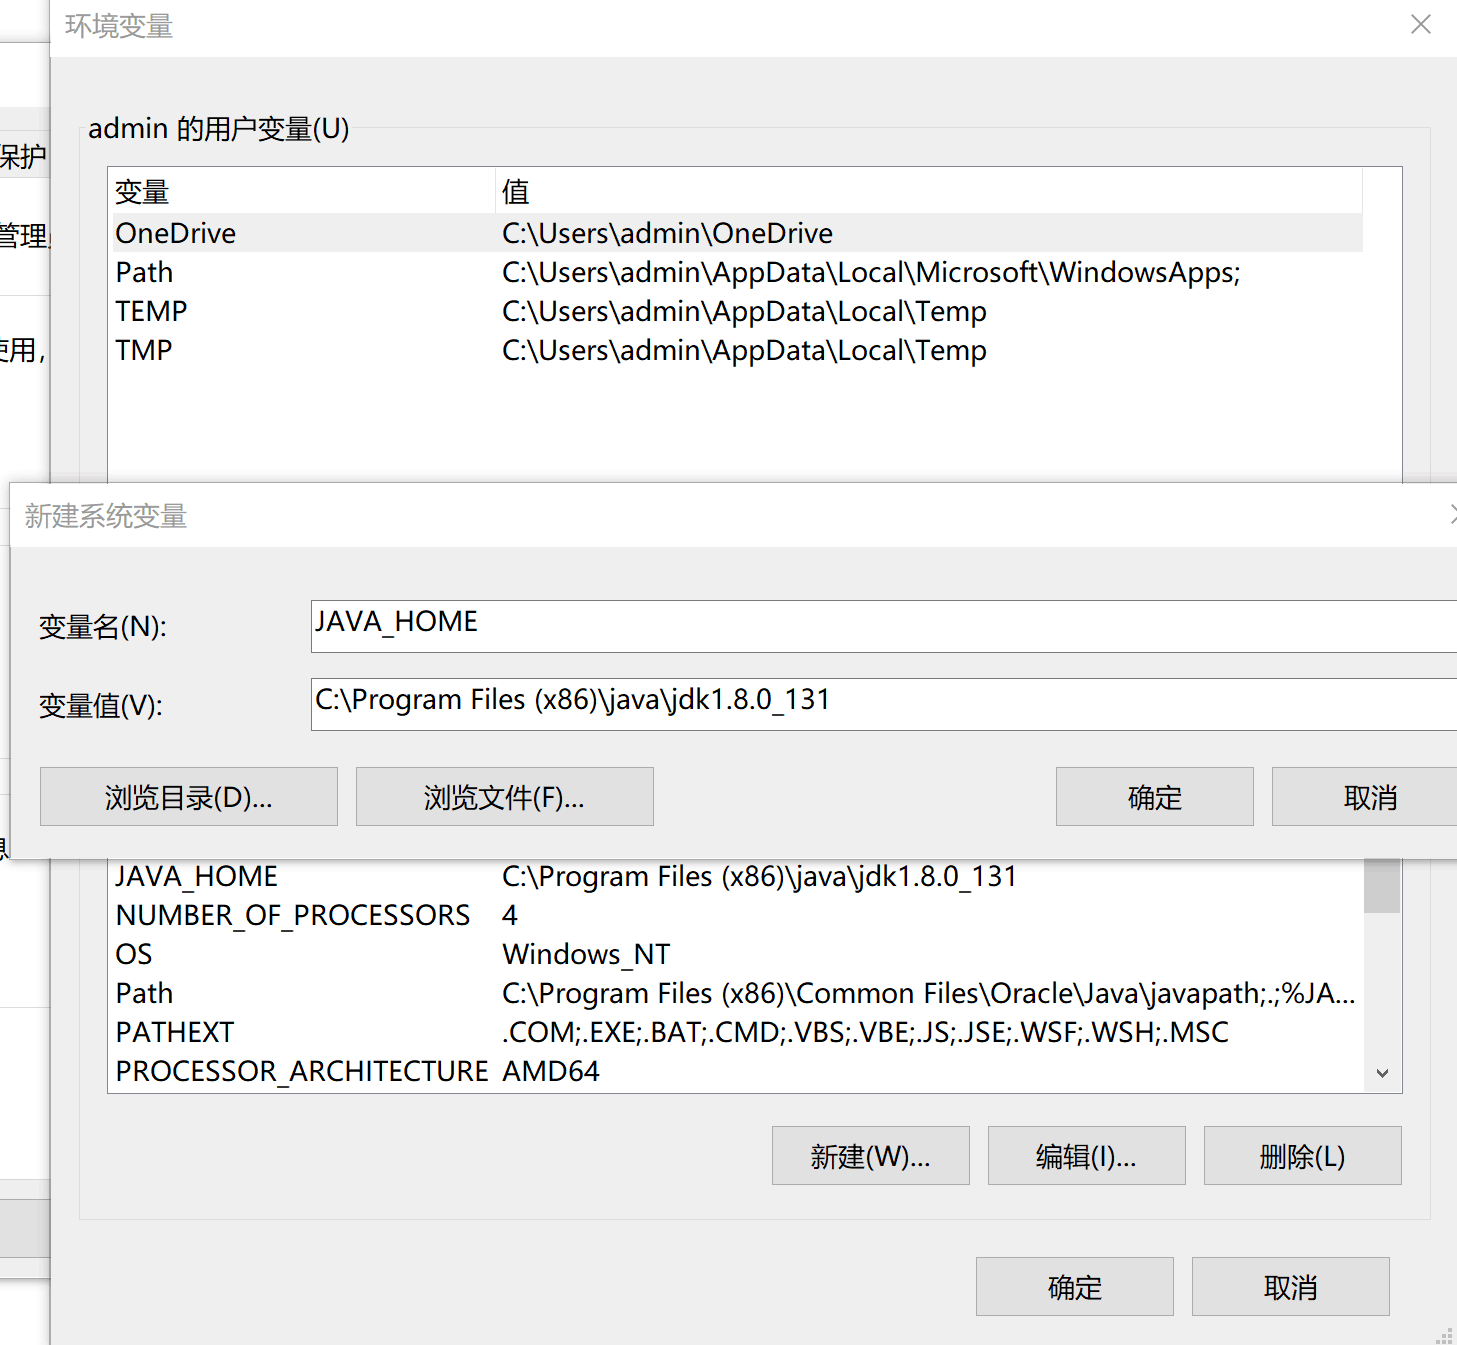 环境变量
保护
admin 的用户变量(U)
变量 值
管理
OneDrive C:\Users\admin\OneDrive
Path C:\Users\admin\AppData\Local\Microsoft\WindowsApps;
TEMP C:\Users\admin\AppData\Local\Temp
使用,
TMP C:\Users\admin\AppData\Local\Temp
新建系统变量
变量名(N): JAVA_HOME
变量值(V): C:\Program Files (x86)\java\jdk1.8.0_131
浏览目录(D)... 浏览文件(F)... 确定 取消
JAVA_HOME C:\Program Files (x86)\java\jdk1.8.0_131
NUMBER_OF_PROCESSORS 4
OS Windows_NT
Path C:\Program Files (x86)\Common Files\Oracle\Java\javapath;.;%JA...
PATHEXT .COM;.EXE;.BAT;.CMD;.VBS;.VBE;.JS;.JSE;.WSF;.WSH;.MSC
PROCESSOR_ARCHITECTURE AMD64
新建(W)... 编辑(I)... 删除(L)
确定 取消